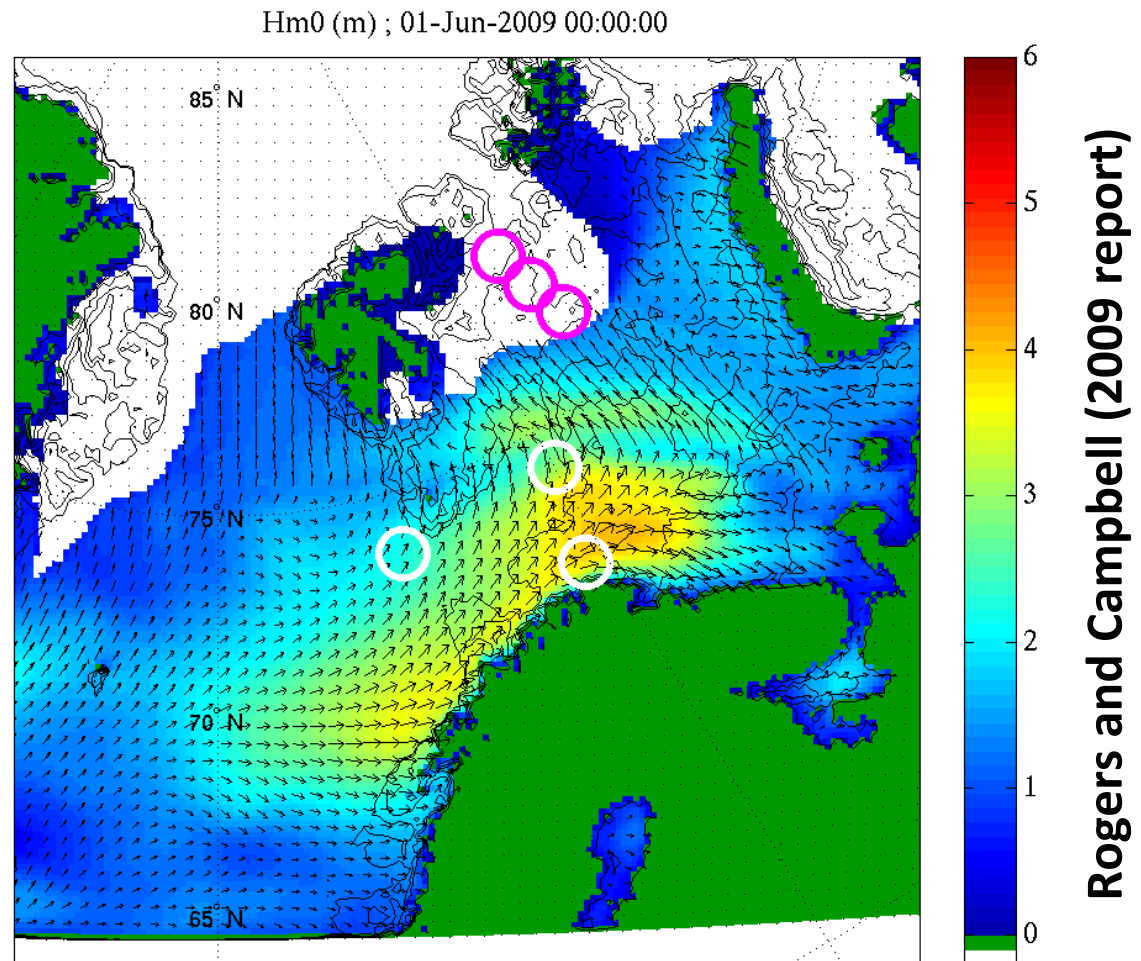 Hm0 (m) ; 01-Jun-2009 00:00:00
85° N
80° N
75° N
70° N
65° N
6
5
4
3
2
1
0
Rogers and Campbell (2009 report)